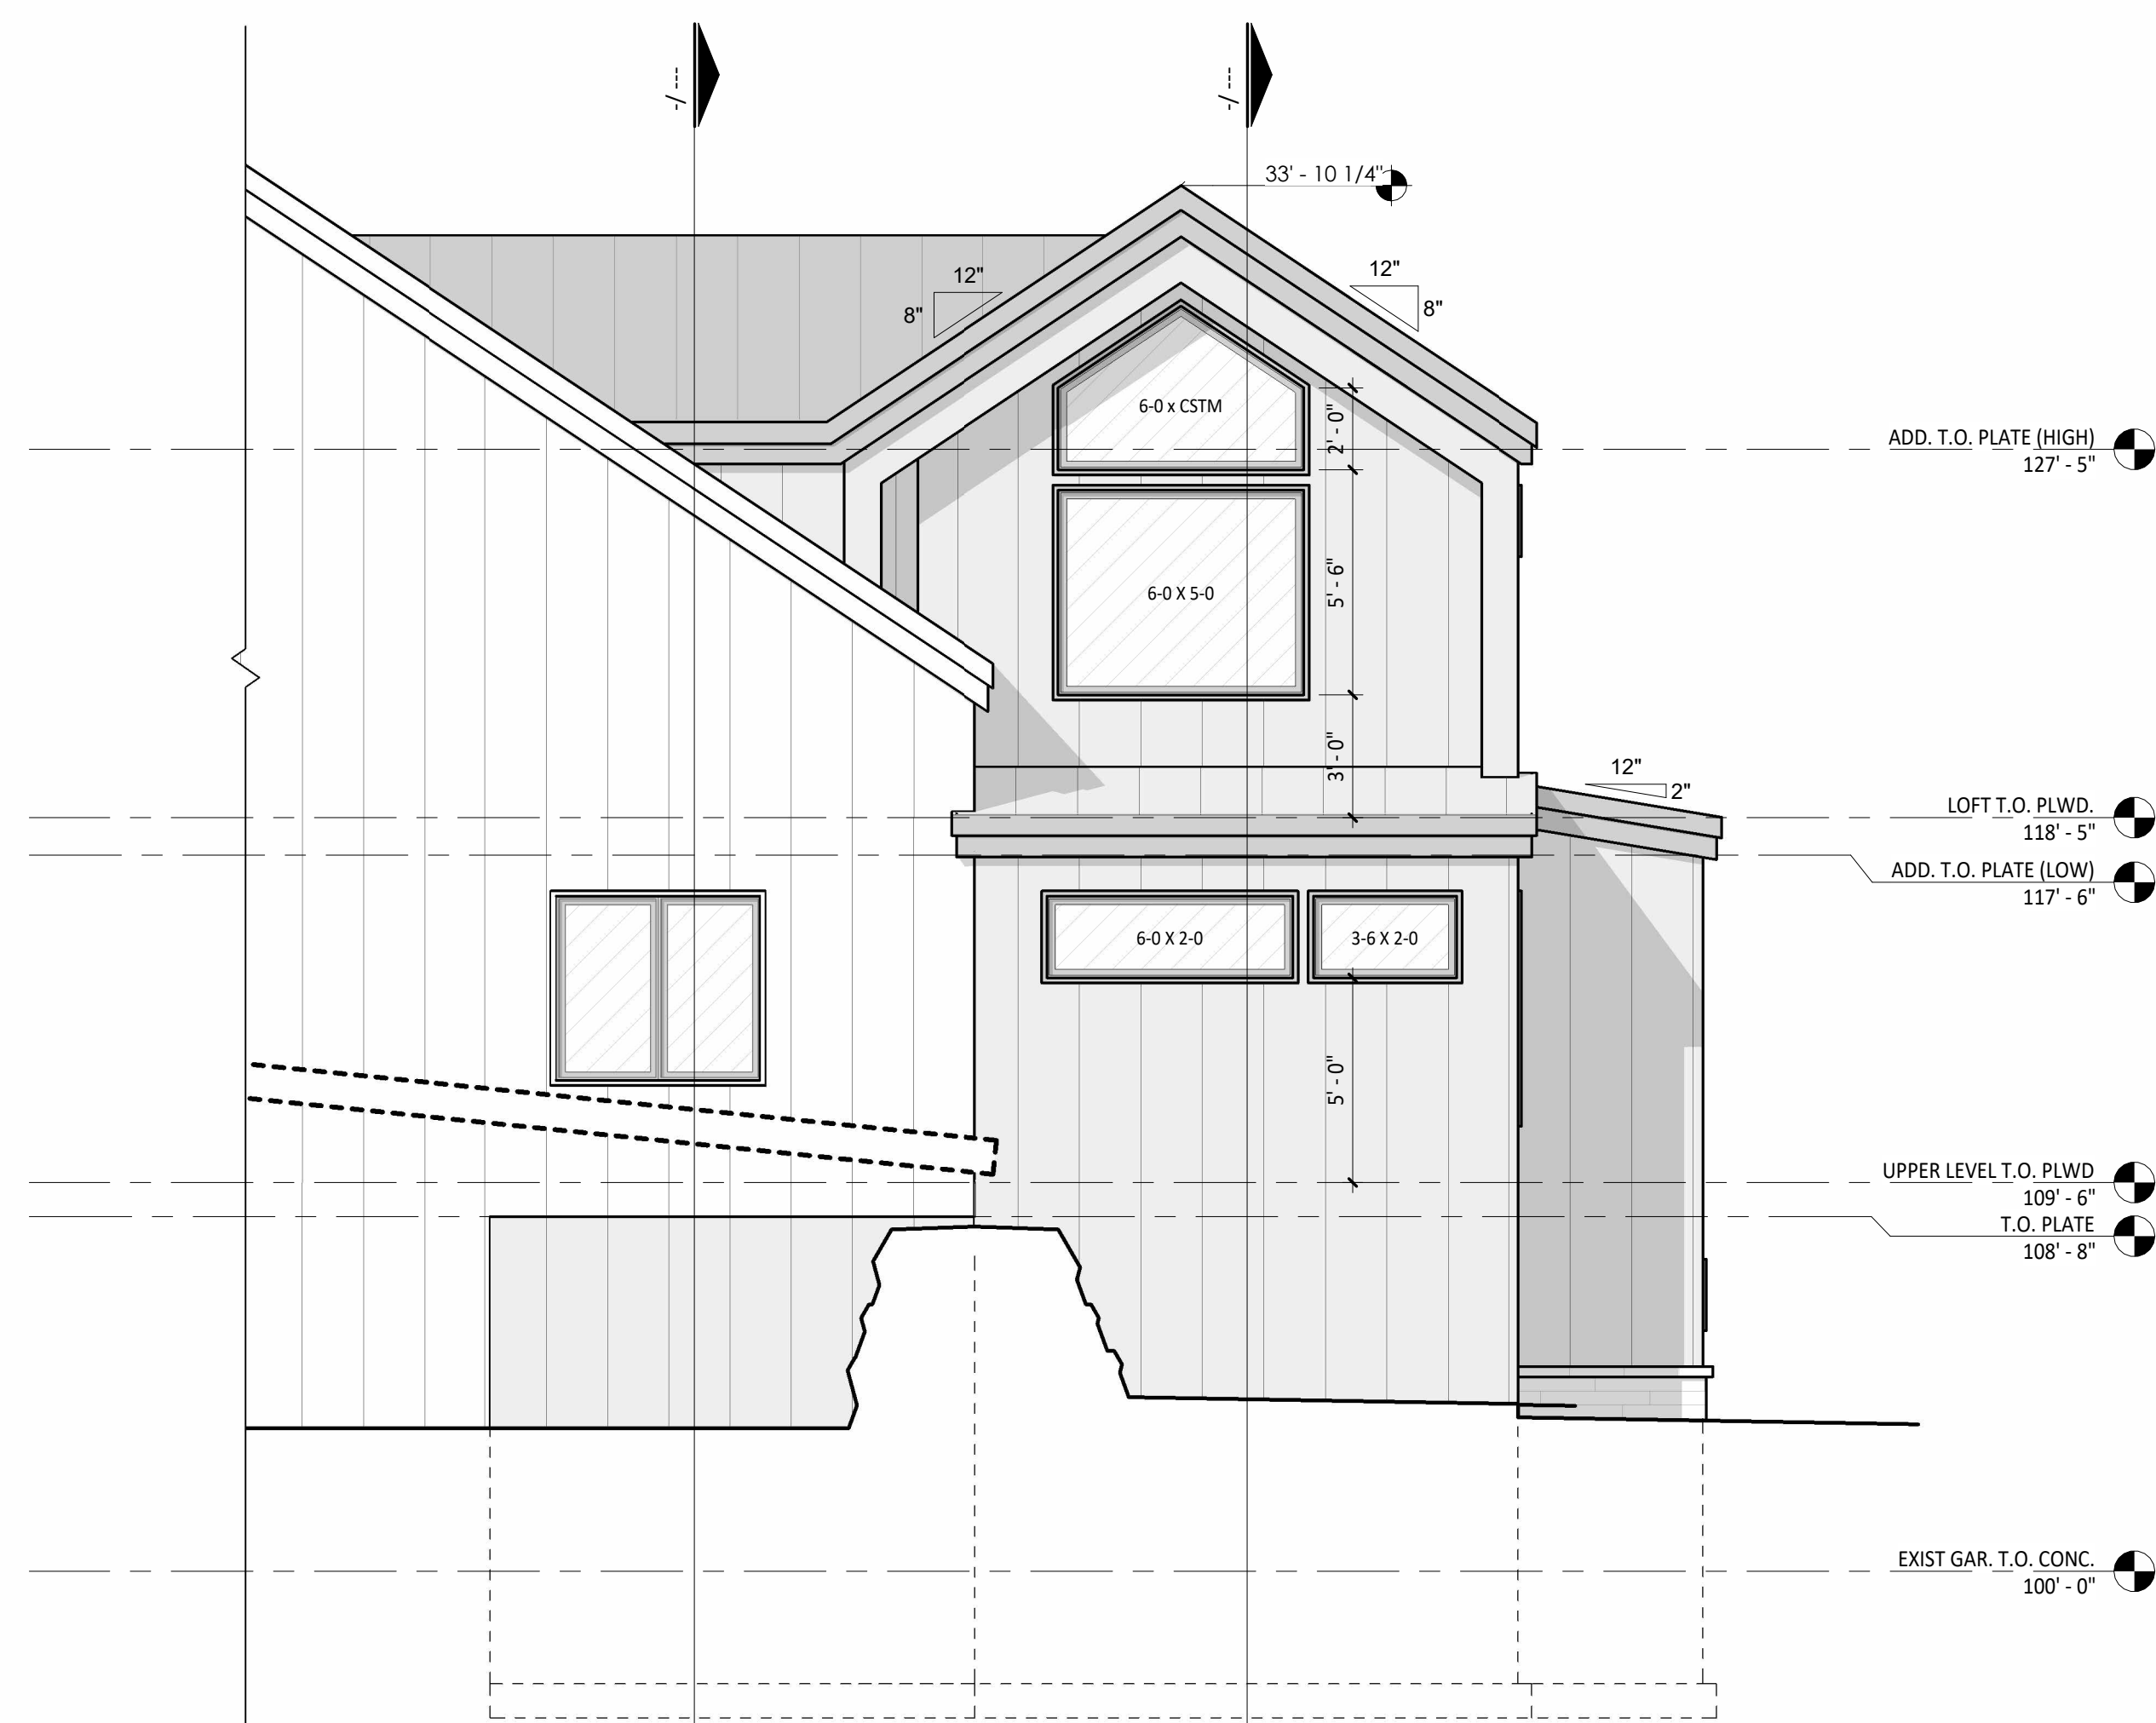 -/ ---
-/ ---
33' - 10 1/4"
12"
8"
12"
8"
6-0 x CSTM
2' - 0"
ADD. T.O. PLATE (HIGH)
127' - 5"
6-0 X 5-0
5' - 6"
3' - 0"
12"
2"
LOFT T.O. PLWD.
118' - 5"
ADD. T.O. PLATE (LOW)
117' - 6"
6-0 X 2-0
3-6 X 2-0
5' - 0"
UPPER LEVEL T.O. PLWD
109' - 6"
T.O. PLATE
108' - 8"
EXIST GAR. T.O. CONC.
100' - 0"